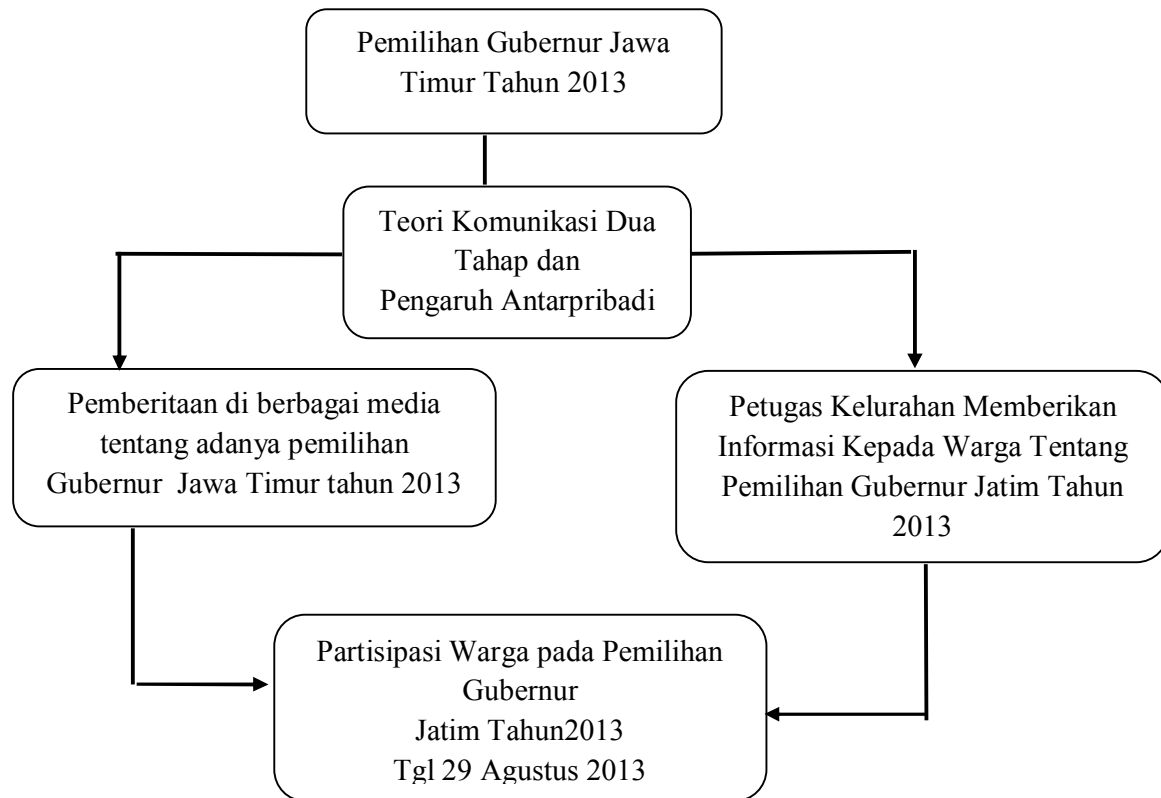 Pemilihan Gubernur Jawa
Timur Tahun 2013
Teori Komunikasi Dua
Tahap dan
Pengaruh Antarpribadi
Pemberitaan di berbagai media
tentang adanya pemilihan
Gubernur Jawa Timur tahun 2013
Petugas Kelurahan Memberikan
Informasi Kepada Warga Tentang
Pemilihan Gubernur Jatim Tahun
2013
Partisipasi Warga pada Pemilihan
Gubernur
Jatim Tahun2013
Tgl 29 Agustus 2013